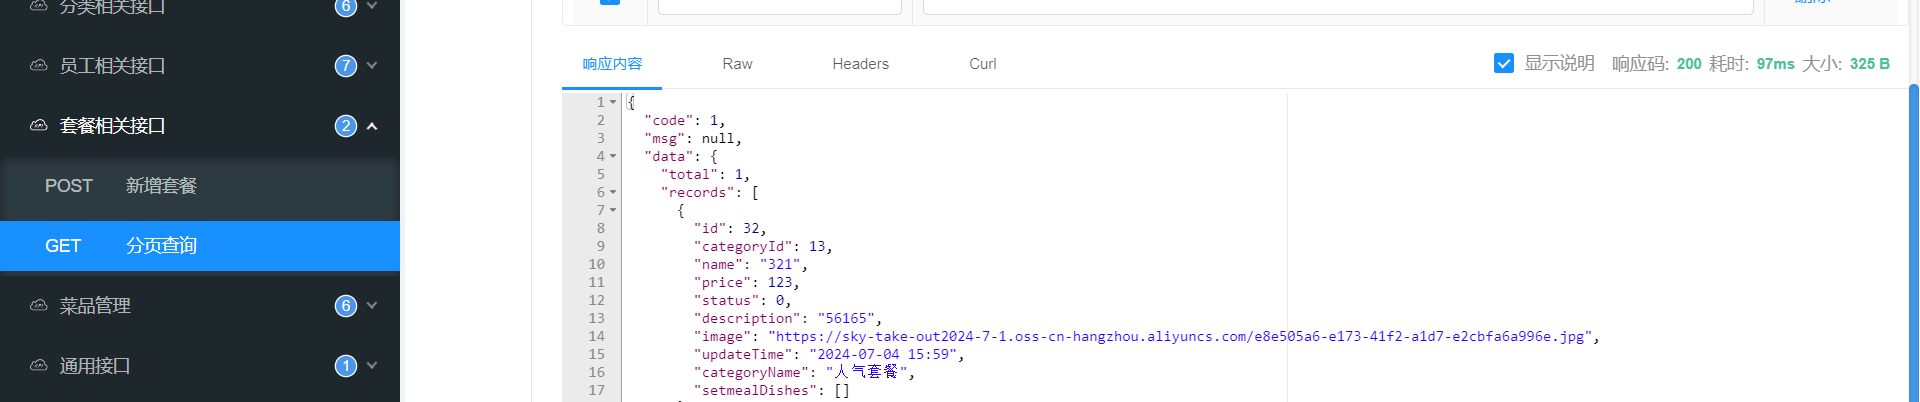 分类相关接口 6
员工相关接口 7
套餐相关接口 2
POST 新增套餐
GET 分页查询
菜品管理 6
通用接口 1
响应内容 Raw Headers Curl 显示说明 响应码: 200 耗时: 97ms 大小: 325 B
1 {
2 "code": 1,
3 "msg": null,
4 "data": {
5 "total": 1,
6 "records": [
7 {
8 "id": 32,
9 "categoryId": 13,
10 "name": "321",
11 "price": 123,
12 "status": 0,
13 "description": "56165",
14 "image": "https://sky-take-out2024-7-1.oss-cn-hangzhou.aliyuncs.com/e8e505a6-e173-41f2-a1d7-e2cbfa6a996e.jpg",
15 "updateTime": "2024-07-04 15:59",
16 "categoryName": "人气套餐",
17 "setmealDishes": []